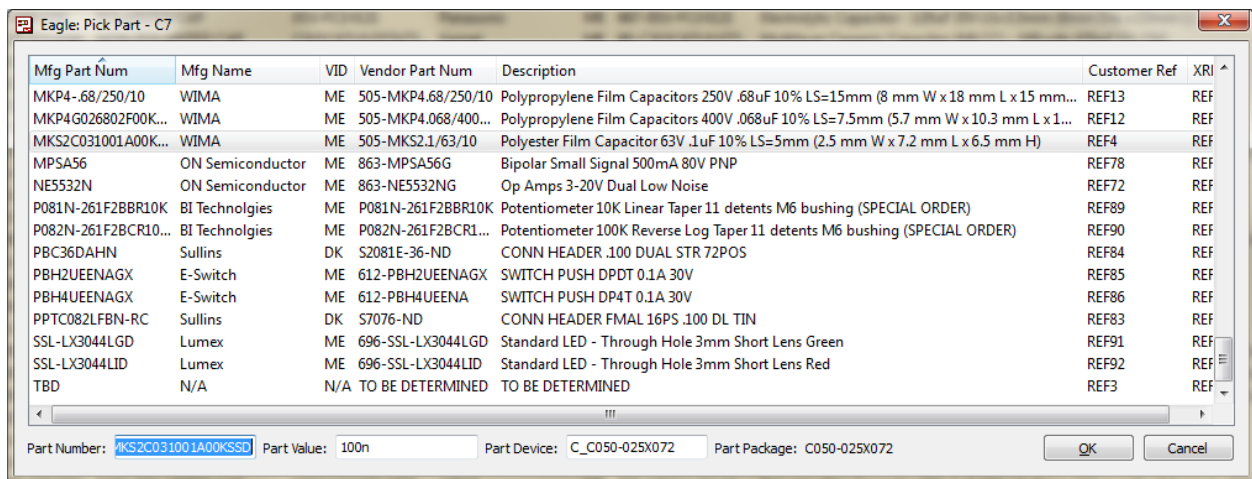 Eagle: Pick Part - C7
Mfg Part Num Mfg Name VID Vendor Part Num Description Customer Ref XRI
MKP4-.68/250/10 WIMA ME 505-MKP4.68/250/10 Polypropylene Film Capacitors 250V .68uF 10% LS=15mm (8 mm W x 18 mm L x 15 mm... REF13 REF
MKP4G026802F00K... WIMA ME 505-MKP4.068/400... Polypropylene Film Capacitors 400V .068uF 10% LS=7.5mm (5.7 mm W x 10.3 mm L x 1... REF12 REF
MKS2C031001A00K... WIMA ME 505-MKS2.1/63/10 Polyester Film Capacitor 63V .1uF 10% LS=5mm (2.5 mm W x 7.2 mm L x 6.5 mm H) REF4 REF
MPSA56 ON Semiconductor ME 863-MPSA56G Bipolar Small Signal 500mA 80V PNP REF78 REF
NE5532N ON Semiconductor ME 863-NE5532NG Op Amps 3-20V Dual Low Noise REF72 REF
P081N-261F2BBR10K BI Technolgies ME P081N-261F2BBR10K Potentiometer 10K Linear Taper 11 detents M6 bushing (SPECIAL ORDER) REF89 REF
P082N-261F2BCR10... BI Technolgies ME P082N-261F2BCR1... Potentiometer 100K Reverse Log Taper 11 detents M6 bushing (SPECIAL ORDER) REF90 REF
PBC36DAHN Sullins DK S2081E-36-ND CONN HEADER .100 DUAL STR 72POS REF84 REF
PBH2UEENAGX E-Switch ME 612-PBH2UEENAGX SWITCH PUSH DPDT 0.1A 30V REF85 REF
PBH4UEENAGX E-Switch ME 612-PBH4UEENA SWITCH PUSH DP4T 0.1A 30V REF86 REF
PPTC082LFBN-RC Sullins DK S7076-ND CONN HEADER FMAL 16PS .100 DL TIN REF83 REF
SSL-LX3044LGD Lumex ME 696-SSL-LX3044LGD Standard LED - Through Hole 3mm Short Lens Green REF91 REF
SSL-LX3044LID Lumex ME 696-SSL-LX3044LID Standard LED - Through Hole 3mm Short Lens Red REF92 REF
TBD N/A N/A TO BE DETERMINED TO BE DETERMINED REF3 REF
Part Number: MKS2C031001A00KSSD Part Value: 100n Part Device: C_C050-025X072 Part Package: C050-025X072 OK Cancel